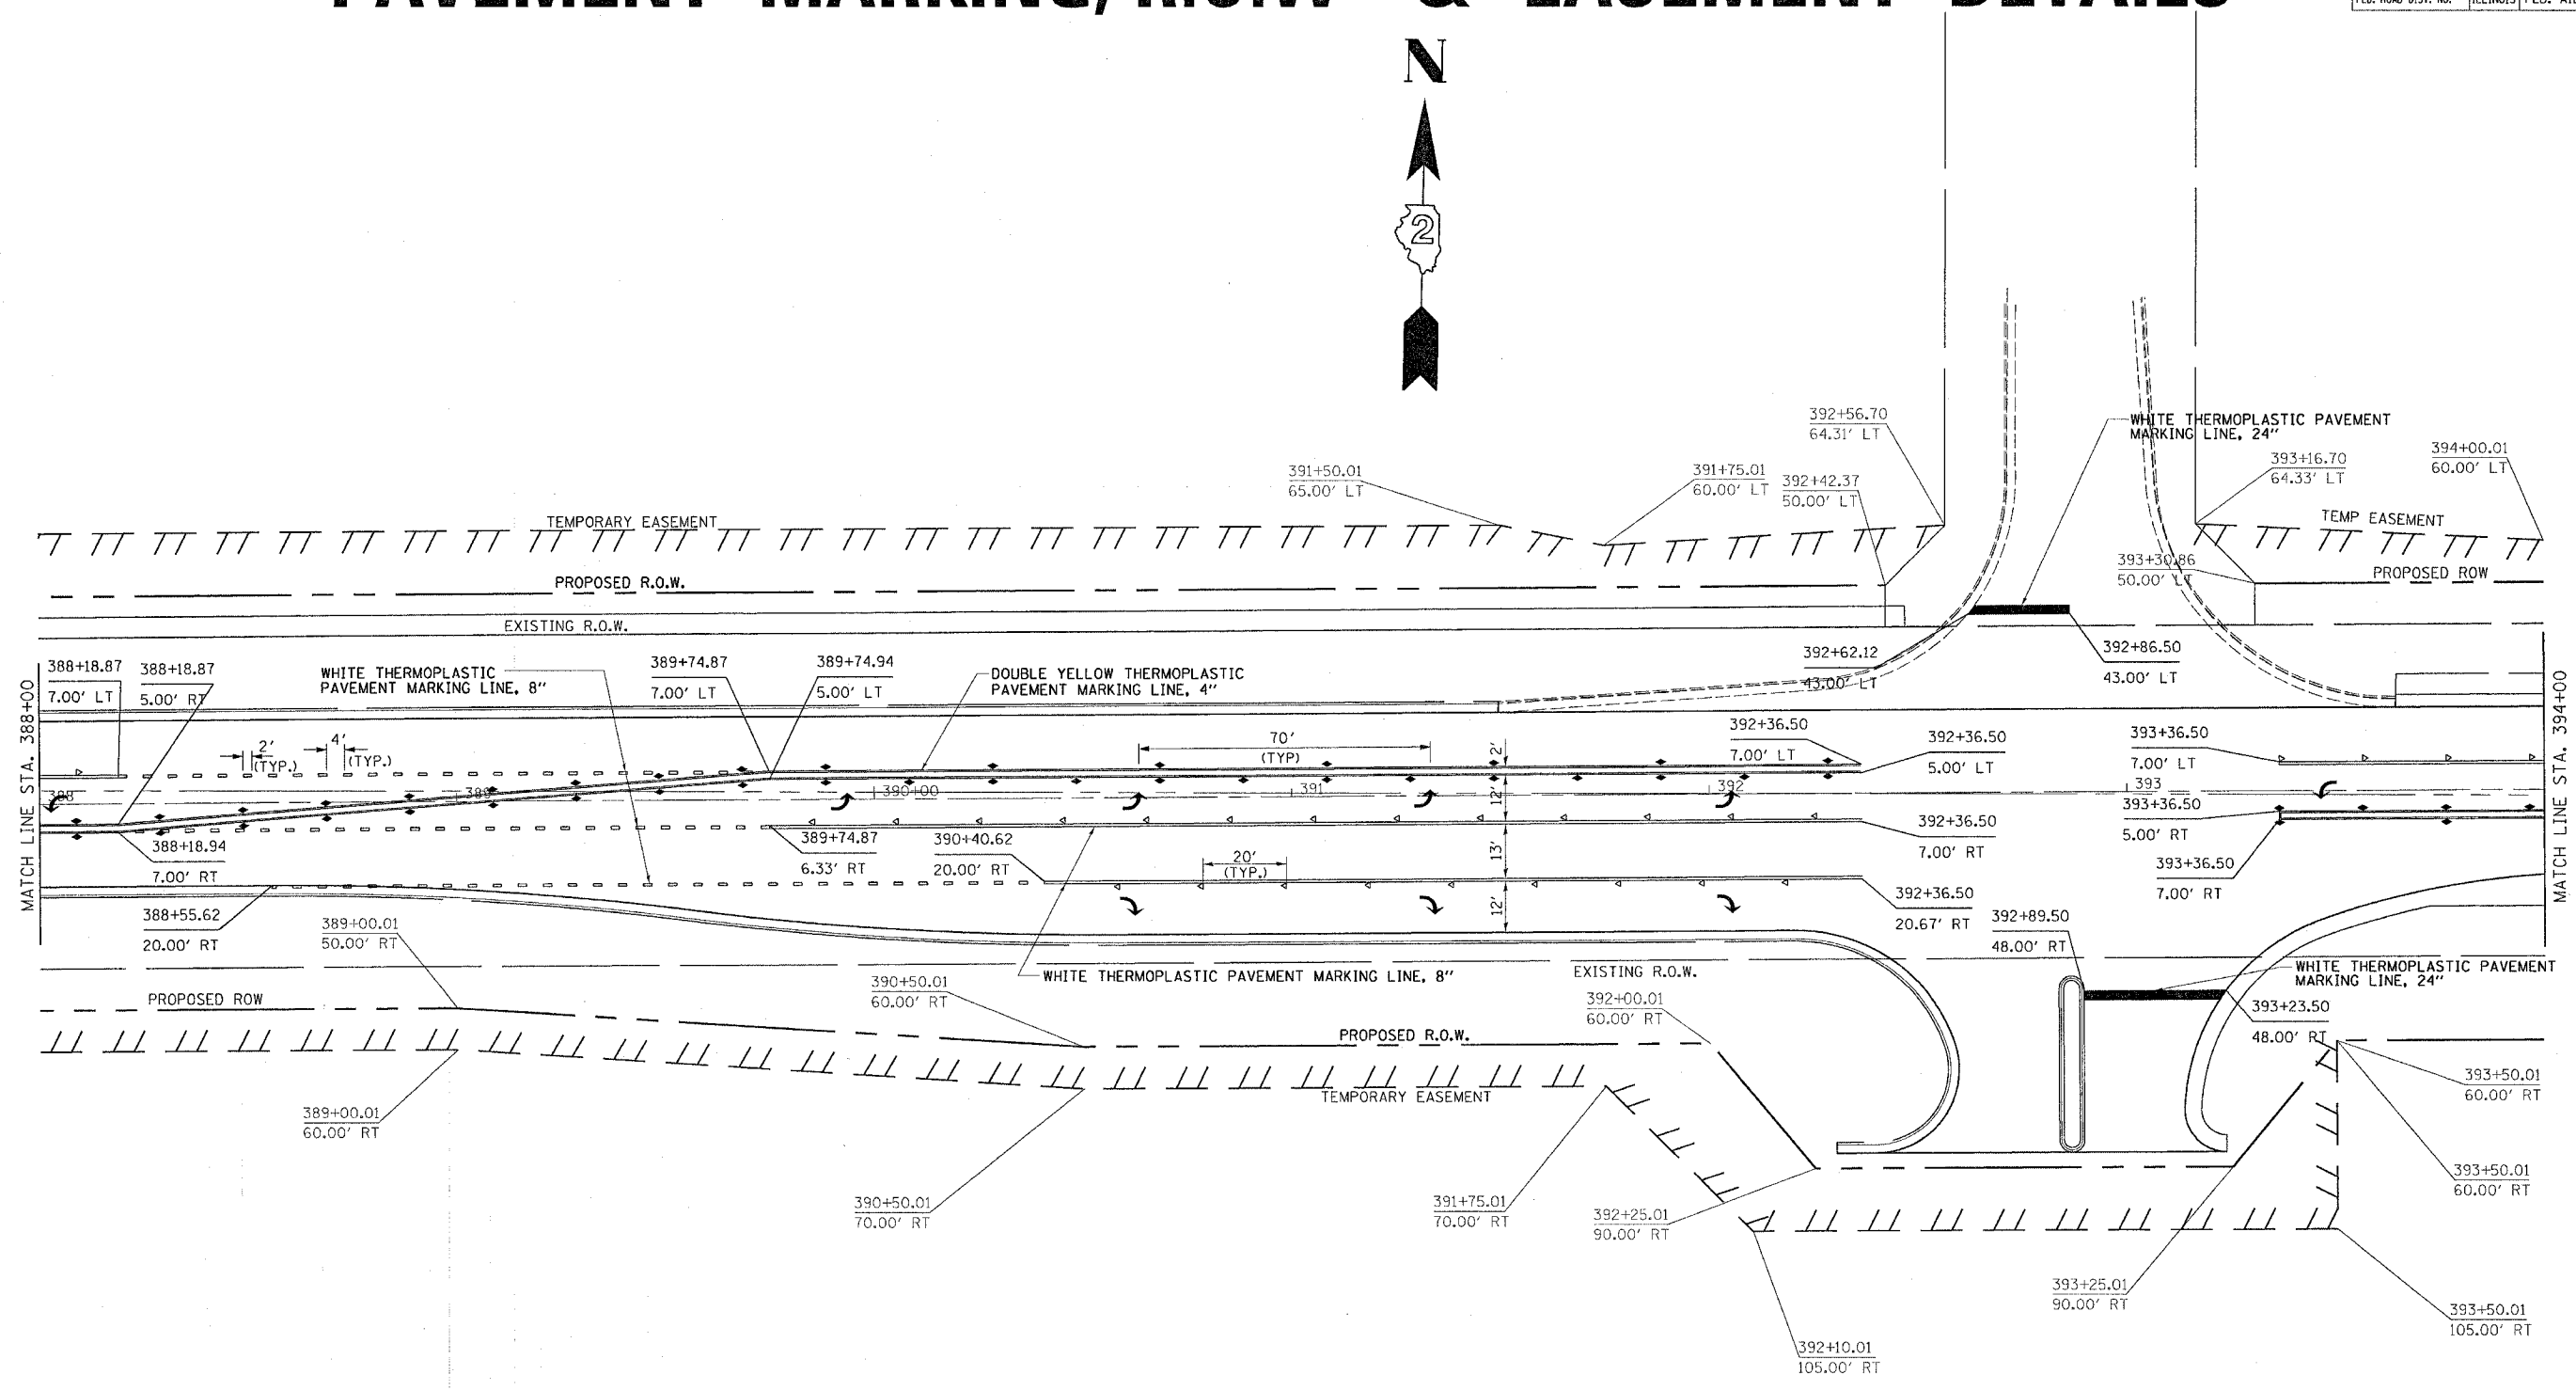 PAVEMENT MARKING, R.O.W & EASEMENT DETAILS
FED. ROAD DIST. NO. ILLINOIS FED. AID
N
2
392+56.70
64.31' LT
WHITE THERMOPLASTIC PAVEMENT
MARKING LINE, 24"
394+00.01
60.00' LT
393+16.70
64.33' LT
391+50.01
65.00' LT
391+75.01
60.00' LT
392+42.37
50.00' LT
TEMPORARY EASEMENT
TEMP EASEMENT
393+30.86
50.00' LT
PROPOSED R.O.W.
PROPOSED ROW
EXISTING R.O.W.
388+18.87
7.00' LT
388+18.87
5.00' RT
WHITE THERMOPLASTIC
PAVEMENT MARKING LINE, 8"
389+74.87
7.00' LT
389+74.94
5.00' LT
DOUBLE YELLOW THERMOPLASTIC
PAVEMENT MARKING LINE, 4"
392+62.12
43.00' LT
392+86.50
43.00' LT
MATCH LINE STA. 388+00
MATCH LINE STA. 394+00
2'
(TYP.)
4'
(TYP.)
70'
(TYP)
2'
392+36.50
7.00' LT
392+36.50
5.00' LT
393+36.50
7.00' LT
388
389
390+00
391
392
393
12'
393+36.50
5.00' RT
388+18.94
7.00' RT
389+74.87
6.33' RT
390+40.62
20.00' RT
20'
(TYP.)
13'
392+36.50
7.00' RT
393+36.50
7.00' RT
12'
392+36.50
20.67' RT
388+55.62
20.00' RT
389+00.01
50.00' RT
392+89.50
48.00' RT
WHITE THERMOPLASTIC PAVEMENT MARKING LINE, 8"
EXISTING R.O.W.
WHITE THERMOPLASTIC PAVEMENT
MARKING LINE, 24"
PROPOSED ROW
390+50.01
60.00' RT
392+00.01
60.00' RT
393+23.50
48.00' RT
PROPOSED R.O.W.
TEMPORARY EASEMENT
389+00.01
60.00' RT
393+50.01
60.00' RT
393+50.01
60.00' RT
390+50.01
70.00' RT
391+75.01
70.00' RT
392+25.01
90.00' RT
393+25.01
90.00' RT
393+50.01
105.00' RT
392+10.01
105.00' RT